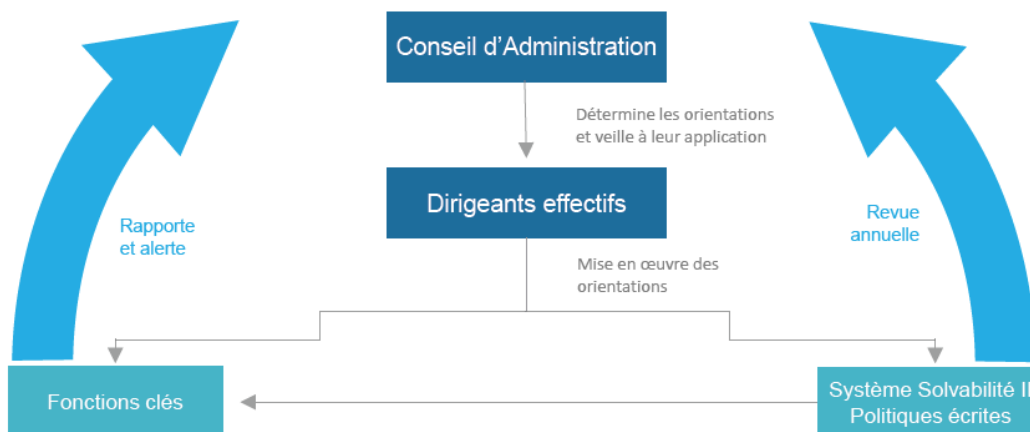 Conseil d'Administration
Détermine les orientations
et veille à leur application
Dirigeants effectifs
Rapporte
et alerte
Revue
annuelle
Mise en œuvre des
orientations
Fonctions clés
Système Solvabilité II
Politiques écrites